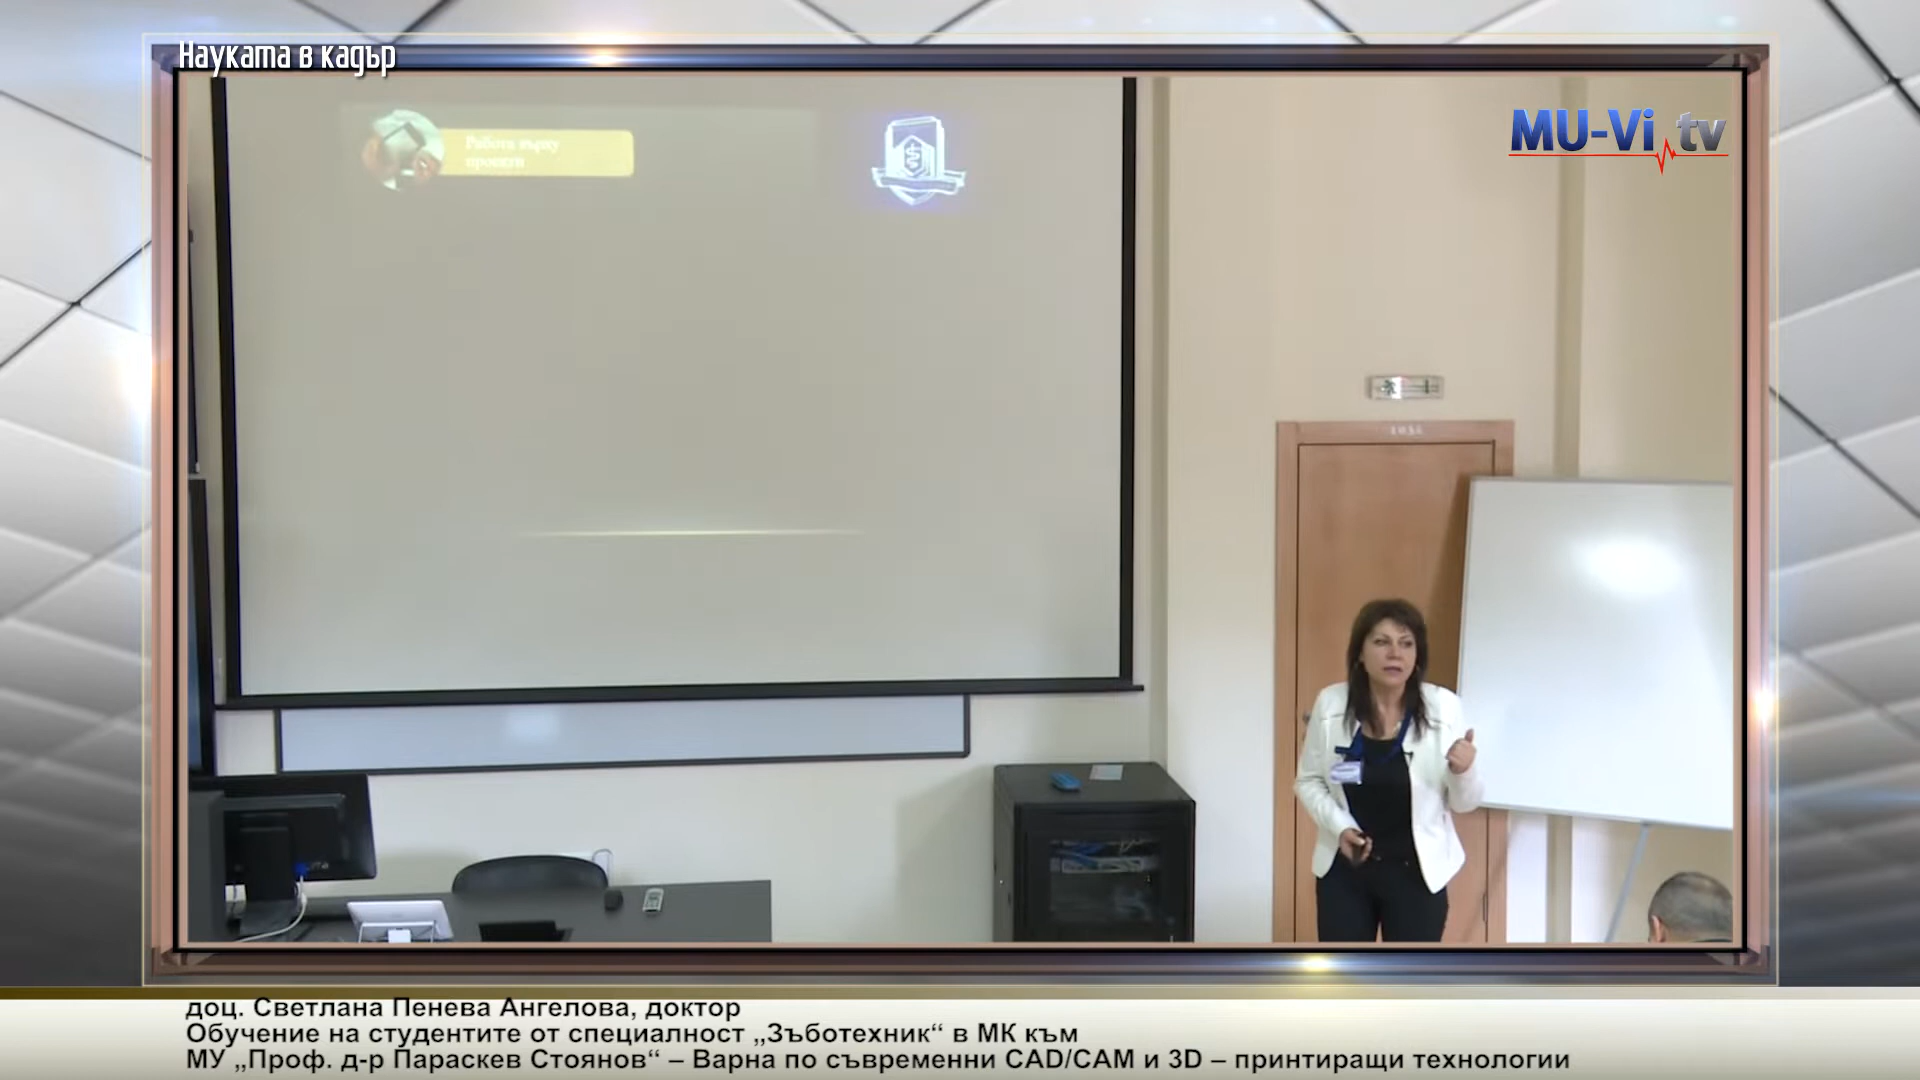 Науката в кадър
MU-Vi.tv
Работа върху
проекти
доц. Светлана Пенева Ангелова, доктор
Обучение на студентите от специалност „Зъботехник“ в МК към
МУ „Проф. д-р Параскев Стоянов“ – Варна по съвременни CAD/CAM и 3D – принтиращи технологии